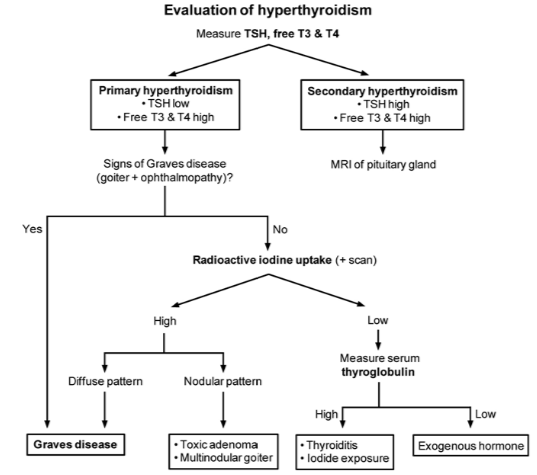 Evaluation of hyperthyroidism
Measure TSH, free T3 & T4
Primary hyperthyroidism
• TSH low
• Free T3 & T4 high
Secondary hyperthyroidism
• TSH high
• Free T3 & T4 high
Signs of Graves disease
(goiter + ophthalmopathy)?
MRI of pituitary gland
Yes
No
Radioactive iodine uptake (+ scan)
High
Low
Measure serum
thyroglobulin
Diffuse pattern
Nodular pattern
High
Low
Graves disease
• Toxic adenoma
• Multinodular goiter
• Thyroiditis
• Iodide exposure
Exogenous hormone